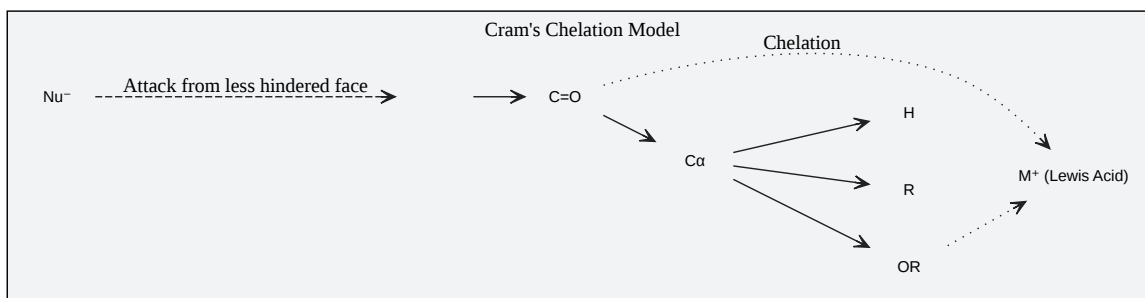 Cram's Chelation Model
Chelation
Attack from less hindered face
Nu⁻
C=O
H
Cα
M⁺ (Lewis Acid)
R
OR